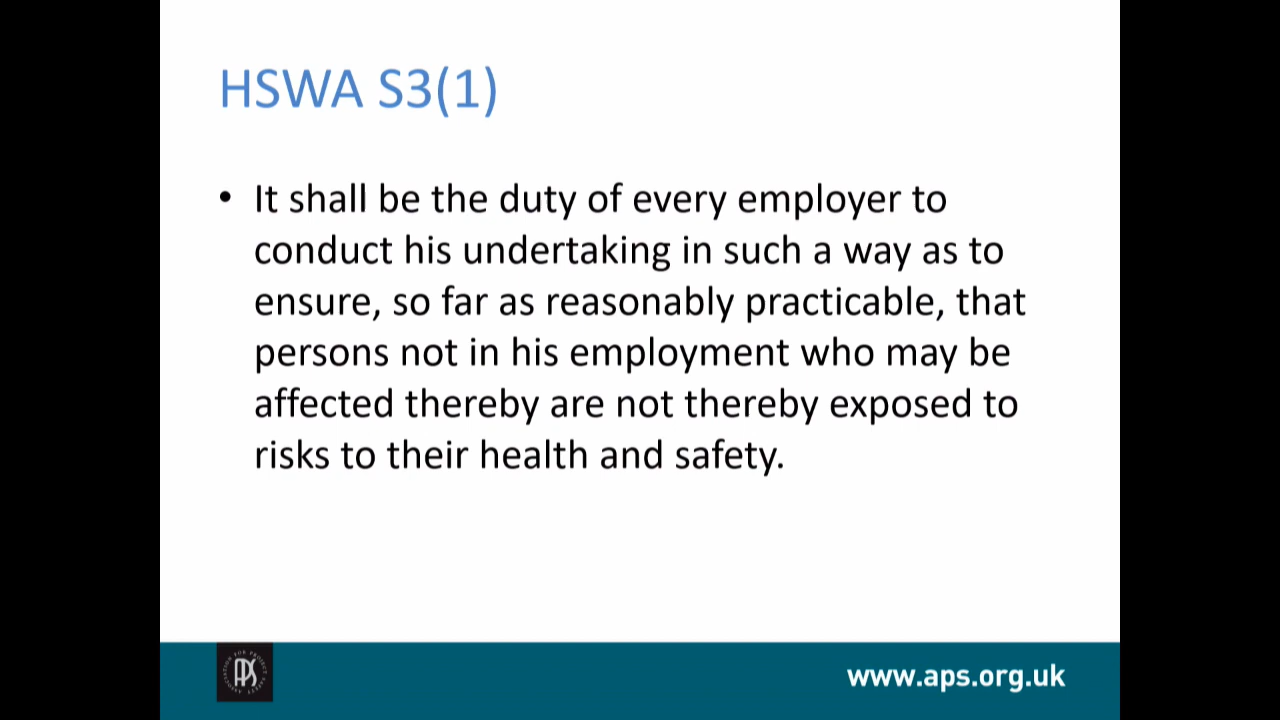 HSWA S3(1)
• It shall be the duty of every employer to
conduct his undertaking in such a way as to
ensure, so far as reasonably practicable, that
persons not in his employment who may be
affected thereby are not thereby exposed to
risks to their health and safety.
APS
www.aps.org.uk